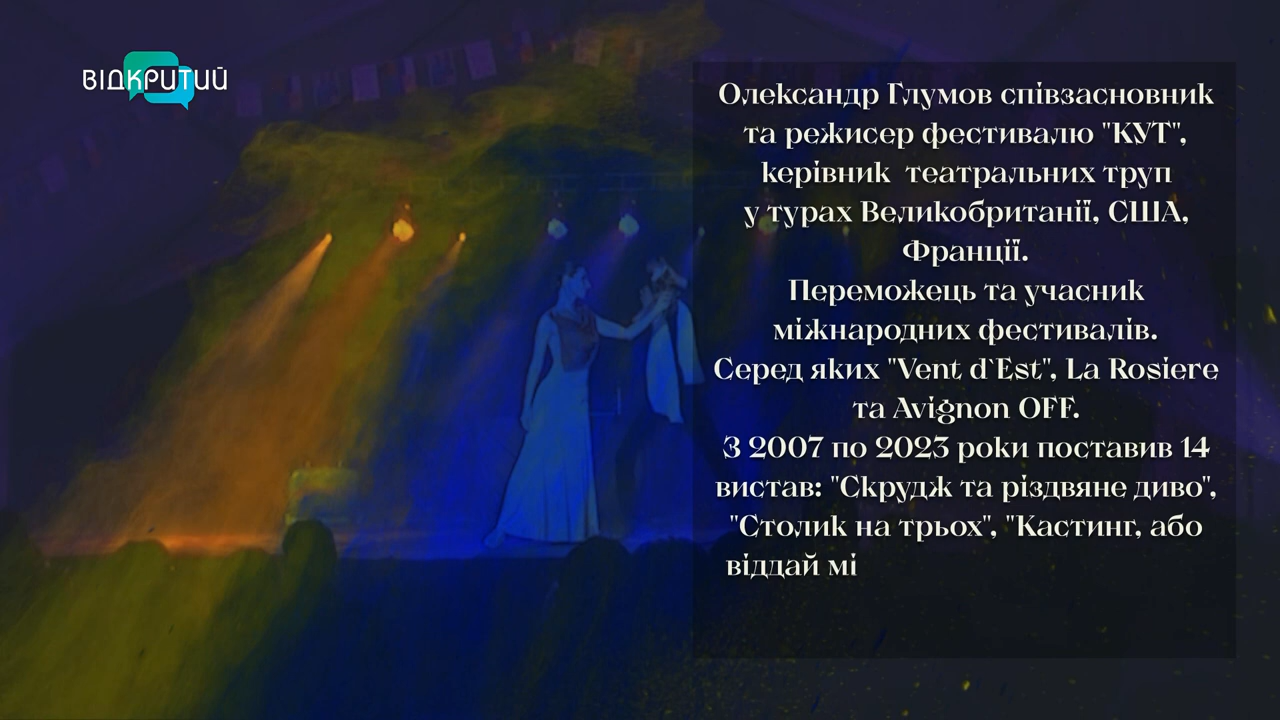 ВІДКРИТИЙ
Олександр Глумов співзасновник
та режисер фестивалю "КУТ",
керівник театральних труп
у турах Великобританії, США,
Франції.
Переможець та учасник
міжнародних фестивалів.
Серед яких "Vent d`Est", La Rosiere
та Avignon OFF.
З 2007 по 2023 роки поставив 14
вистав: "Скрудж та різдвяне диво",
"Столик на трьох", "Кастинг, або
віддай мі